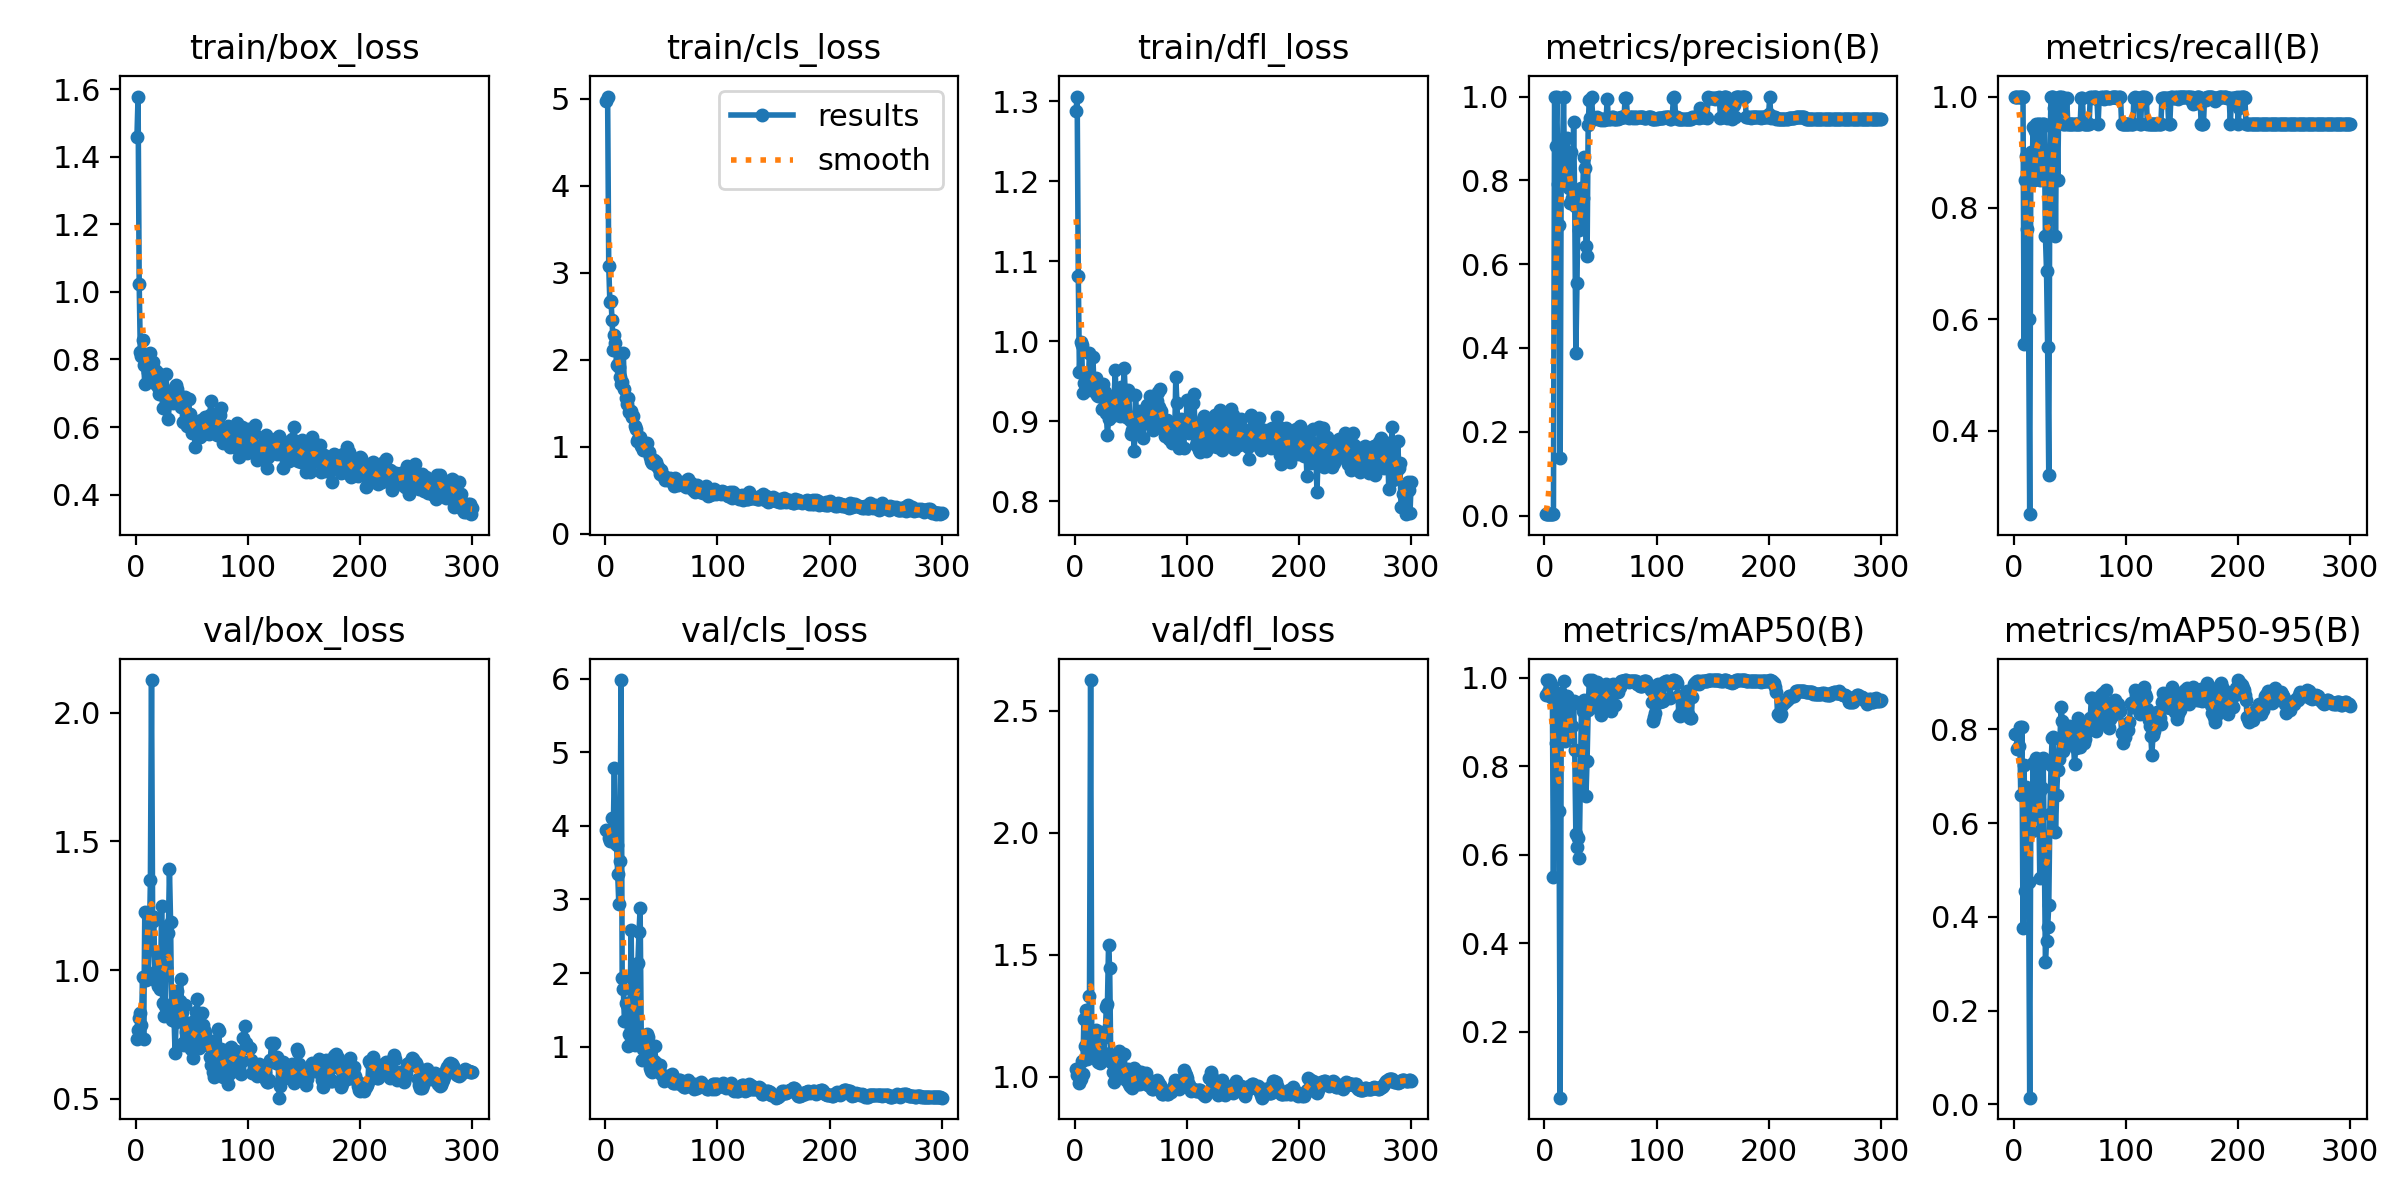 train/box_loss
1.6
1.4
1.2
1.0
0.8
0.6
0.4
0 100 200 300
train/cls_loss
results
smooth
5
4
3
2
1
0
0 100 200 300
train/dfl_loss
1.3
1.2
1.1
1.0
0.9
0.8
0 100 200 300
metrics/precision(B)
1.0
0.8
0.6
0.4
0.2
0.0
0 100 200 300
metrics/recall(B)
1.0
0.8
0.6
0.4
0 100 200 300
val/box_loss
2.0
1.5
1.0
0.5
0 100 200 300
val/cls_loss
6
5
4
3
2
1
0 100 200 300
val/dfl_loss
2.5
2.0
1.5
1.0
0 100 200 300
metrics/mAP50(B)
1.0
0.8
0.6
0.4
0.2
0 100 200 300
metrics/mAP50-95(B)
0.8
0.6
0.4
0.2
0.0
0 100 200 300